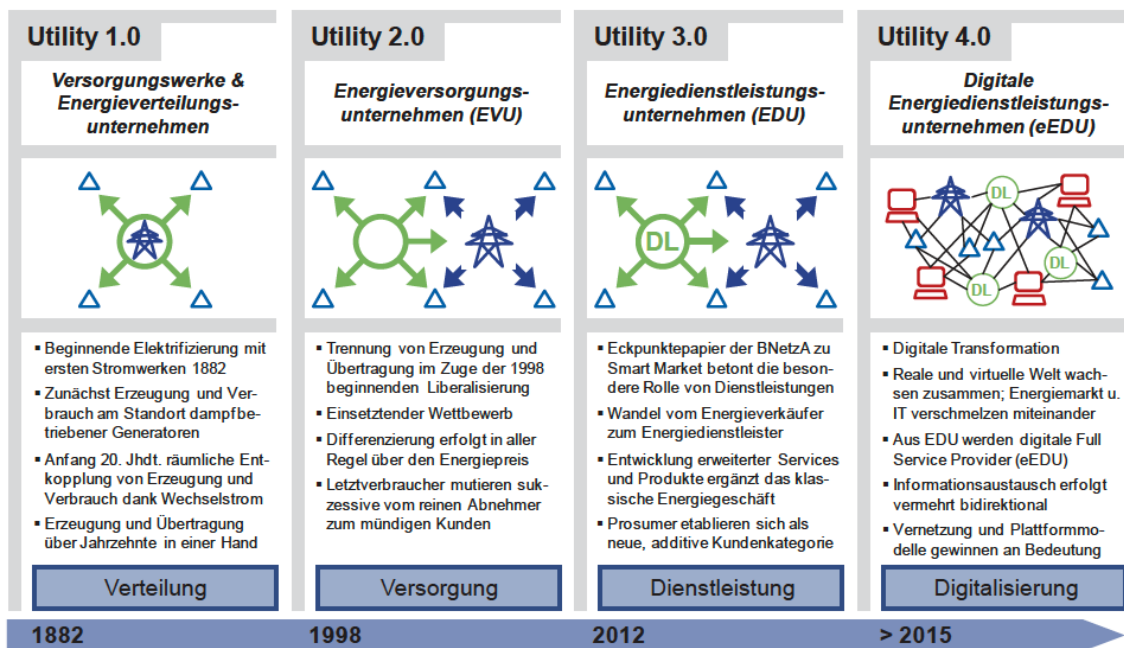 Utility 1.0
Versorgungswerke &
Energieverteilungs-
unternehmen
▪ Beginnende Elektrifizierung mit
ersten Stromwerken 1882
▪ Zunächst Erzeugung und Ver-
brauch am Standort dampfbe-
triebener Generatoren
▪ Anfang 20. Jhdt. räumliche Ent-
kopplung von Erzeugung und
Verbrauch dank Wechselstrom
▪ Erzeugung und Übertragung
über Jahrzehnte in einer Hand
Verteilung
1882
Utility 2.0
Energieversorgungs-
unternehmen (EVU)
▪ Trennung von Erzeugung und
Übertragung im Zuge der 1998
beginnenden Liberalisierung
▪ Einsetztender Wettbewerb
▪ Differenzierung erfolgt in aller
Regel über den Energiepreis
▪ Letztverbraucher mutieren suk-
zessive vom reinen Abnehmer
zum mündigen Kunden
Versorgung
1998
Utility 3.0
Energiedienstleistungs-
unternehmen (EDU)
DL
▪ Eckpunktepapier der BNetzA zu
Smart Market betont die beson-
dere Rolle von Dienstleistungen
▪ Wandel vom Energieverkäufer
zum Energiedienstleister
▪ Entwicklung erweiterter Services
und Produkte ergänzt das klas-
sische Energiegeschäft
▪ Prosumer etablieren sich als
neue, additive Kundenkategorie
Dienstleistung
2012
Utility 4.0
Digitale
Energiedienstleistungs-
unternehmen (eEDU)
DL
DL
DL
▪ Digitale Transformation
▪ Reale und virtuelle Welt wach-
sen zusammen; Energiemarkt u.
IT verschmelzen miteinander
▪ Aus EDU werden digitale Full
Service Provider (eEDU)
▪ Informationsaustausch erfolgt
vermehrt bidirektional
▪ Vernetzung und Plattformmo-
delle gewinnen an Bedeutung
Digitalisierung
> 2015